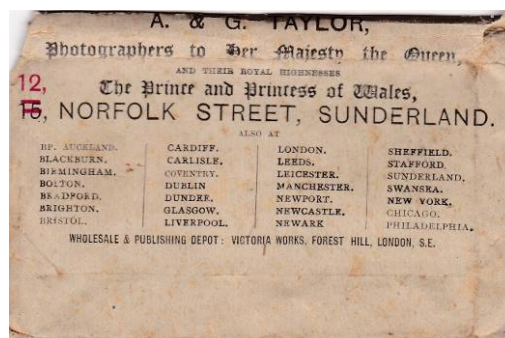 A. & G. TAYLOR,
Photographers to Her Majesty the Queen,
AND THEIR ROYAL HIGHNESSES
The Prince and Princess of Wales,
12,
15, NORFOLK STREET, SUNDERLAND.
ALSO AT
BP. AUCKLAND. CARDIFF. LONDON. SHEFFIELD.
BLACKBURN. CARLISLE. LEEDS. STAFFORD.
BIRMINGHAM. COVENTRY. LEICESTER. SUNDERLAND.
BOLTON. DUBLIN MANCHESTER. SWANSEA.
BRADFORD. DUNDEE. NEWPORT. NEW YORK.
BRIGHTON. GLASGOW. NEWCASTLE. CHICAGO.
BRISTOL. LIVERPOOL. NEWARK PHILADELPHIA.
WHOLESALE & PUBLISHING DEPOT: VICTORIA WORKS, FOREST HILL, LONDON, S.E.